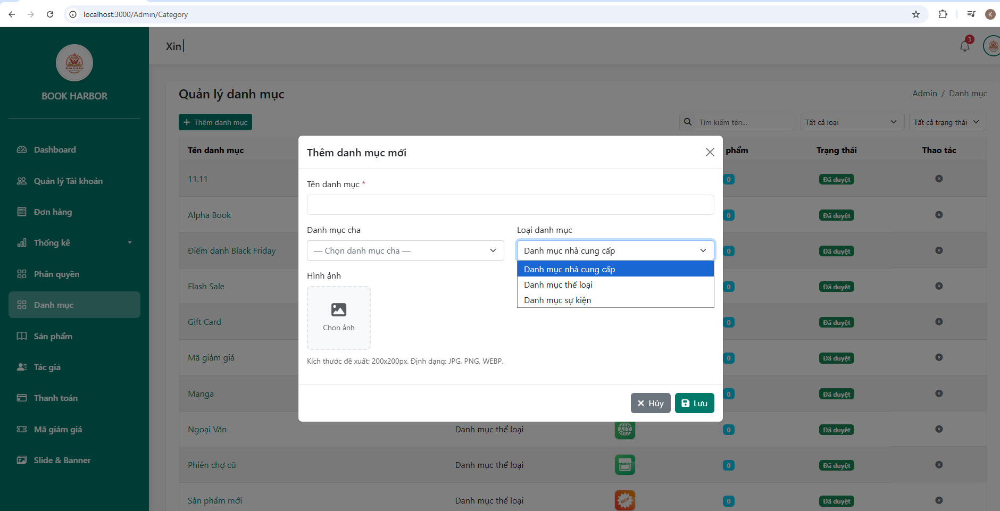 localhost:3000/Admin/Category
K
BOOK HARBOR
BOOK HARBOR
Dashboard
Quản lý Tài khoản
Đơn hàng
Thống kê
Phân quyền
Danh mục
Sản phẩm
Tác giả
Thanh toán
Mã giảm giá
Slide & Banner
Xin
3
Quản lý danh mục
Admin / Danh mục
Thêm danh mục
Tìm kiếm tên...
Tất cả loại
Tất cả trạng thái
Tên danh mục phẩm Trạng thái Thao tác
11.11 0 Đã duyệt
Alpha Book 0 Đã duyệt
Điểm danh Black Friday 0 Đã duyệt
Flash Sale 0 Đã duyệt
Gift Card 0 Đã duyệt
Mã giảm giá 0 Đã duyệt
Manga 0 Đã duyệt
Ngoại Văn Danh mục thể loại 0 Đã duyệt
Phiên chợ cũ Danh mục thể loại 0 Đã duyệt
Sản phẩm mới Danh mục thể loại NEW 0 Đã duyệt
Thêm danh mục mới
Tên danh mục *
Danh mục cha
— Chọn danh mục cha —
Loại danh mục
Danh mục nhà cung cấp
Danh mục nhà cung cấp
Danh mục thể loại
Danh mục sự kiện
Hình ảnh
Chọn ảnh
Kích thước đề xuất: 200x200px. Định dạng: JPG, PNG, WEBP.
Hủy
Lưu